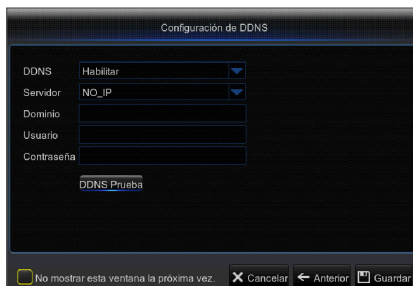 Configuración de DDNS
DDNS Habilitar
Servidor NO_IP
Dominio
Usuario
Contraseña
DDNS Prueba
No mostrar esta ventana la próxima vez. Cancelar Anterior Guardar